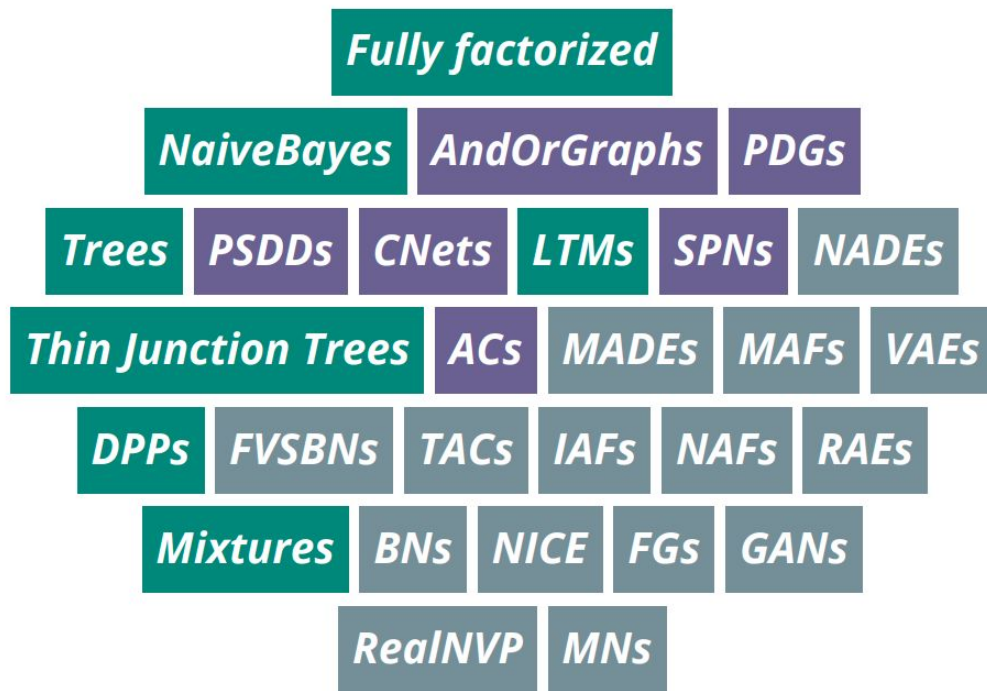 Fully factorized
NaiveBayes AndOrGraphs PDGs
Trees PSDDs CNets LTMs SPNs NADEs
Thin Junction Trees ACs MADEs MAFs VAEs
DPPs FVSBNs TACs IAFs NAFs RAEs
Mixtures BNs NICE FGs GANs
RealNVP MNs